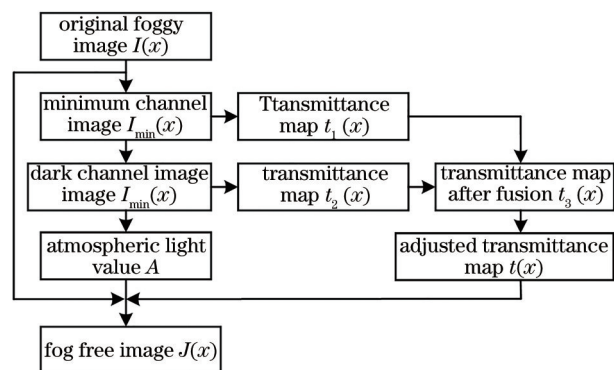 original foggy
image I(x)
minimum channel
image I_min(x)
Ttansmittance
map t_1 (x)
dark channel image
image I_min(x)
transmittance
map t_2 (x)
transmittance map
after fusion t_3 (x)
atmospheric light
value A
adjusted transmittance
map t(x)
fog free image J(x)